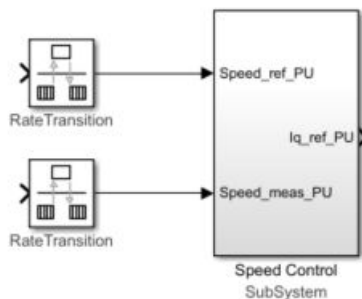 Speed_ref_PU
RateTransition
Iq_ref_PU
Speed_meas_PU
RateTransition
Speed Control
SubSystem